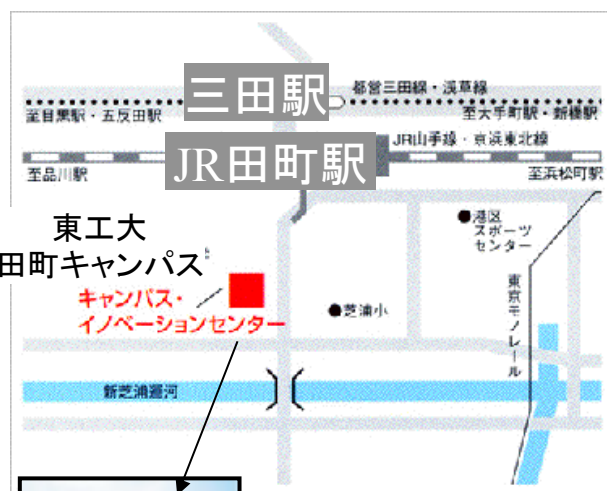 三田駅
都営三田線・浅草線
至目黒駅・五反田駅
至大手町駅・新橋駅
JR田町駅
JR山手線・京浜東北線
至品川駅
至浜松町駅
東工大
田町キャンパス
●港区
スポーツ
センター
キャンパス・
イノベーションセンター
●芝浦小
東京モノレール
新芝浦運河